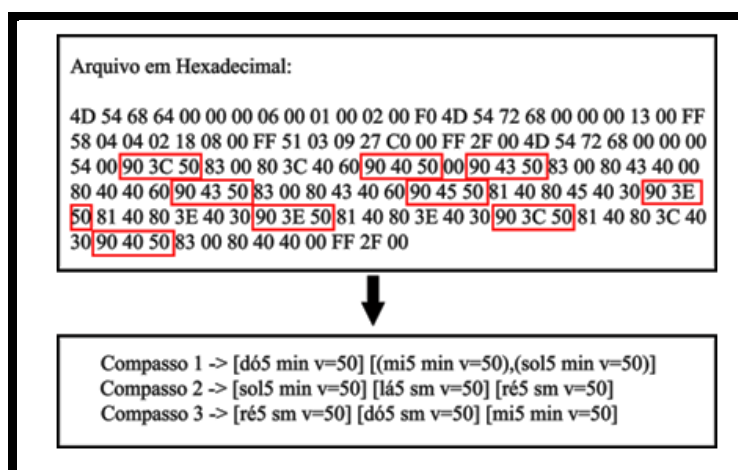 Arquivo em Hexadecimal:
4D 54 68 64 00 00 00 06 00 01 00 02 00 F0 4D 54 72 68 00 00 00 13 00 FF
58 04 04 02 18 08 00 FF 51 03 09 27 C0 00 FF 2F 00 4D 54 72 68 00 00 00
54 00 90 3C 50 83 00 80 3C 40 60 90 40 50 00 90 43 50 83 00 80 43 40 00
80 40 40 60 90 43 50 83 00 80 43 40 60 90 45 50 81 40 80 45 40 30 90 3E
50 81 40 80 3E 40 30 90 3E 50 81 40 80 3E 40 30 90 3C 50 81 40 80 3C 40
30 90 40 50 83 00 80 40 40 00 FF 2F 00
Compasso 1 -> [dó5 min v=50] [(mi5 min v=50),(sol5 min v=50)]
Compasso 2 -> [sol5 min v=50] [lá5 sm v=50] [ré5 sm v=50]
Compasso 3 -> [ré5 sm v=50] [dó5 sm v=50] [mi5 min v=50]